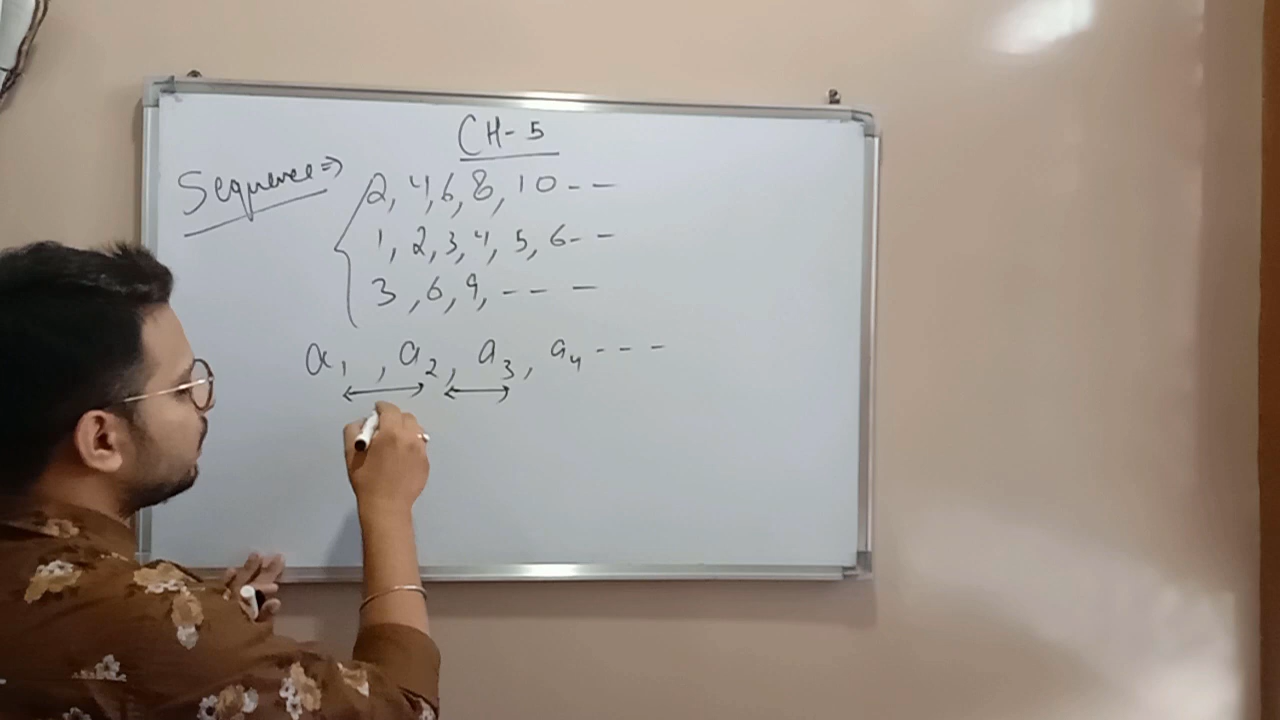 CH-5
Sequence ⇒ 2, 4, 6, 8, 10 - -
1, 2, 3, 4, 5, 6 - -
3, 6, 9, - - -
a₁, a₂, a₃, a₄ - - -